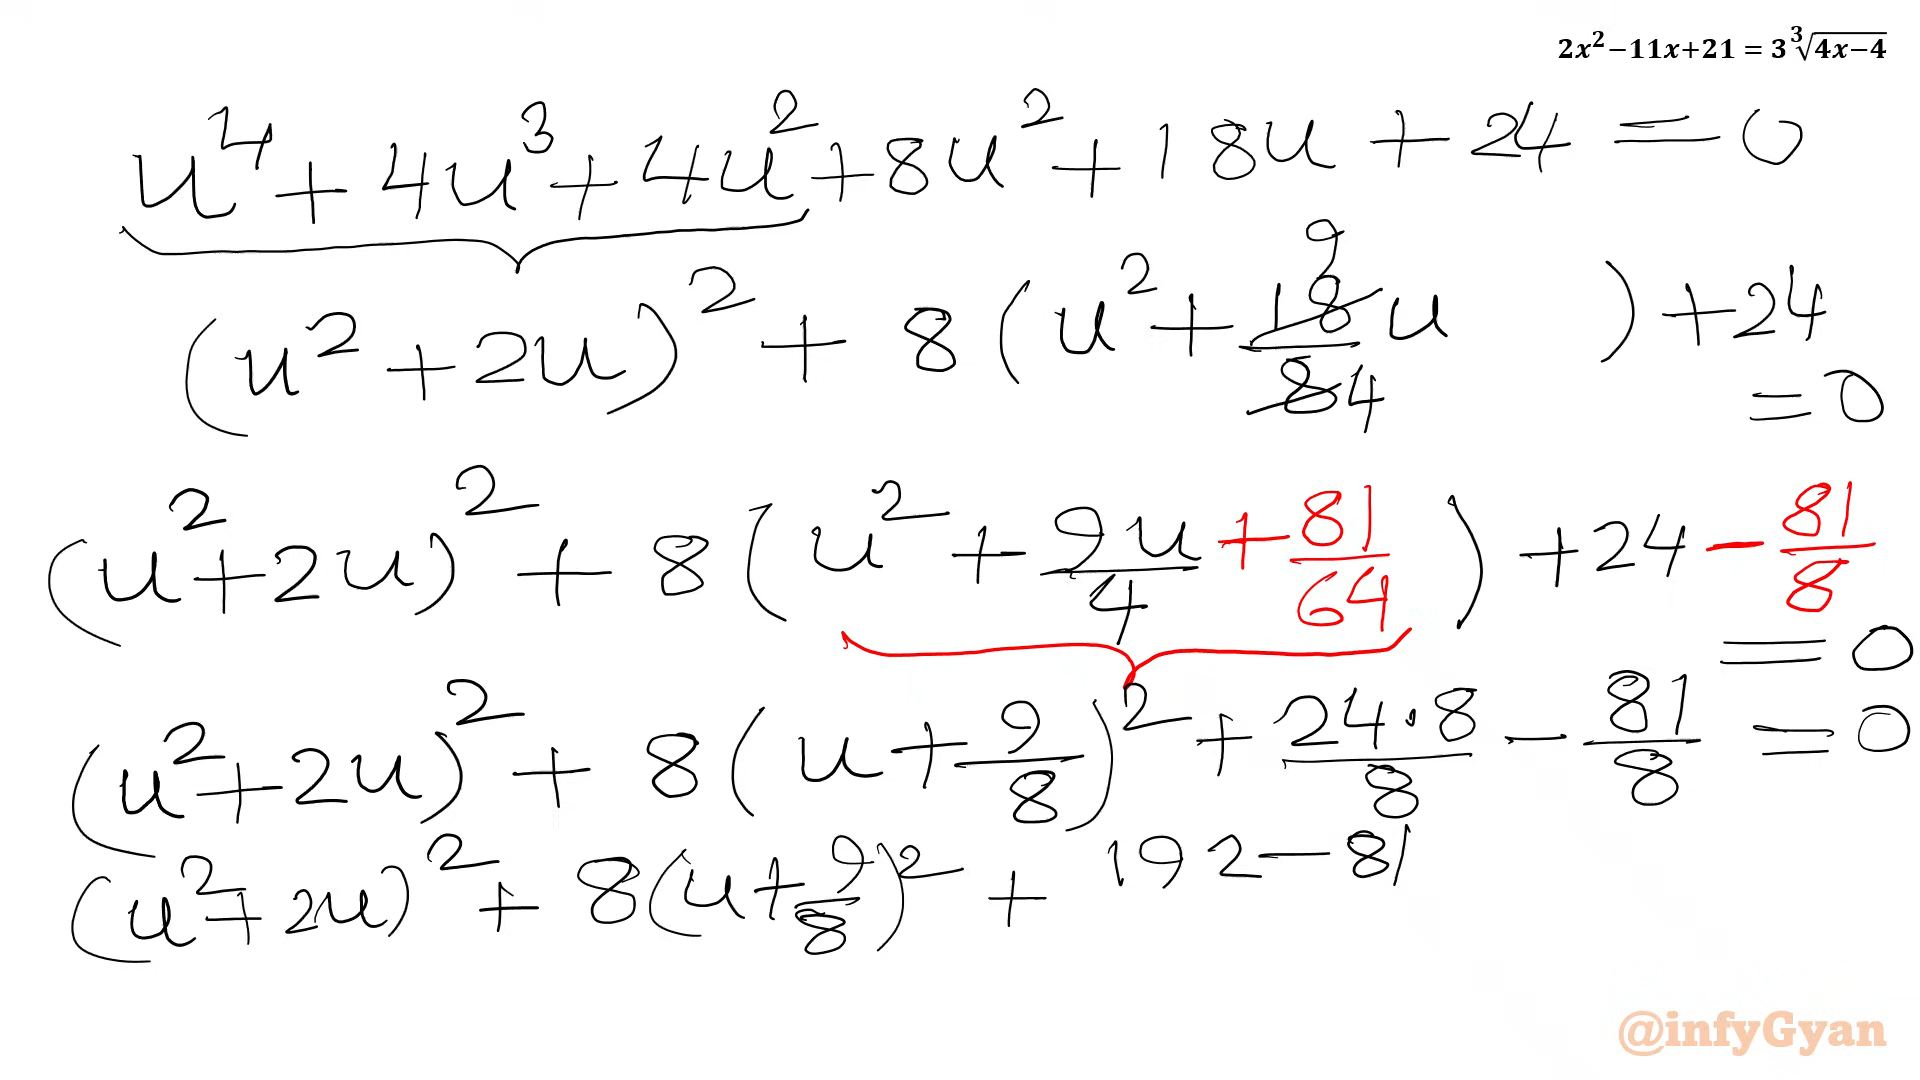 2x²−11x+21 = 3∛(4x−4)
u⁴ + 4u³ + 4u² + 8u² + 18u + 24 = 0
(u² + 2u)² + 8(u² + 18/8 9/4 u ) + 24
= 0
(u² + 2u)² + 8(u² + 9u/4 + 81/64) + 24 − 81/8
= 0
(u² + 2u)² + 8(u + 9/8)² + 24·8/8 − 81/8 = 0
(u² + 2u)² + 8(u + 9/8)² + 192 − 81
@infyGyan